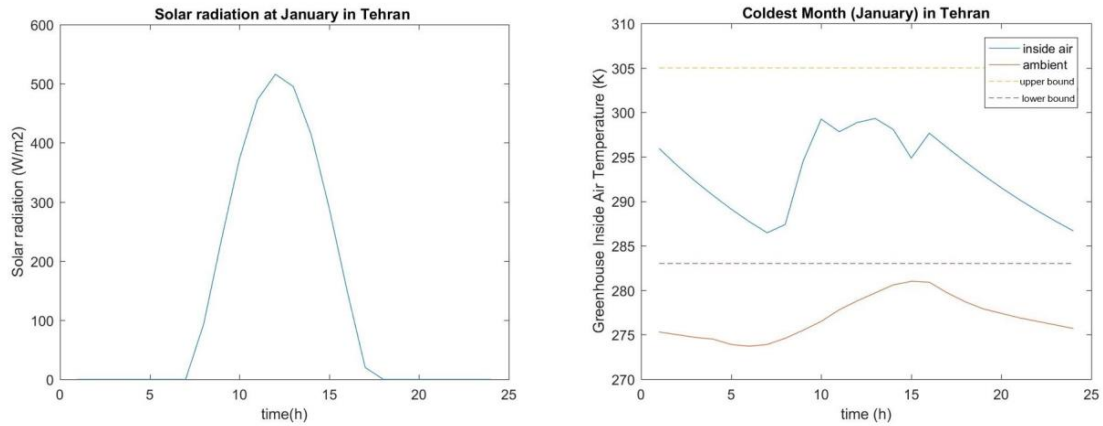 Solar radiation at January in Tehran
600
500
400
300
200
100
0
Solar radiation (W/m2)
0 5 10 15 20 25
time(h)
Coldest Month (January) in Tehran
310
305
300
295
290
285
280
275
270
Greenhouse Inside Air Temperature (K)
inside air
ambient
upper bound
lower bound
0 5 10 15 20 25
time (h)